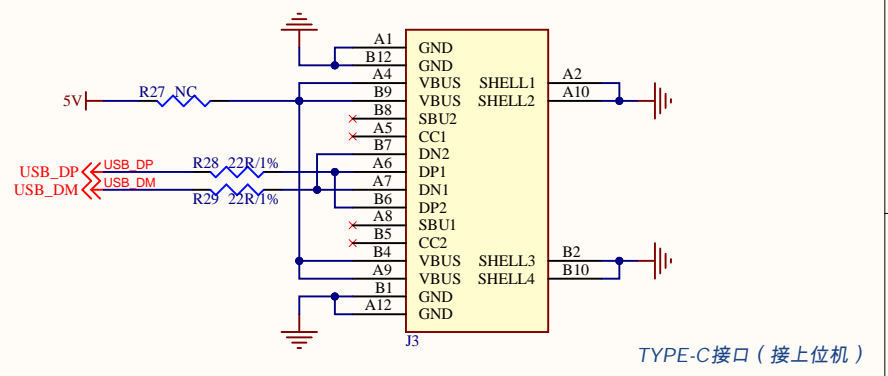 A1 GND
B12 GND
A4 VBUS SHELL1 A2
5V R27 NC B9 VBUS SHELL2 A10
B8 SBU2
A5 CC1
B7 DN2
USB_DP USB_DP R28 22R/1% A6 DP1
USB_DM USB_DM R29 22R/1% A7 DN1
B6 DP2
A8 SBU1
B5 CC2
B4 VBUS SHELL3 B2
A9 VBUS SHELL4 B10
B1 GND
A12 GND
J3
TYPE-C接口（接上位机）